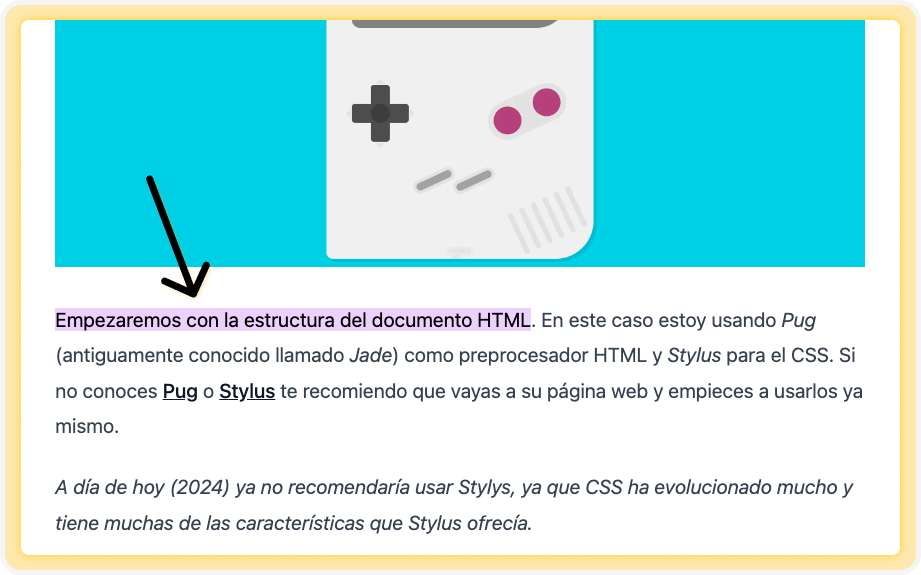 Empezaremos con la estructura del documento HTML. En este caso estoy usando Pug
(antiguamente conocido llamado Jade) como preprocesador HTML y Stylus para el CSS. Si
no conoces Pug o Stylus te recomiendo que vayas a su página web y empieces a usarlos ya
mismo.
A día de hoy (2024) ya no recomendaría usar Stylys, ya que CSS ha evolucionado mucho y
tiene muchas de las características que Stylus ofrecía.